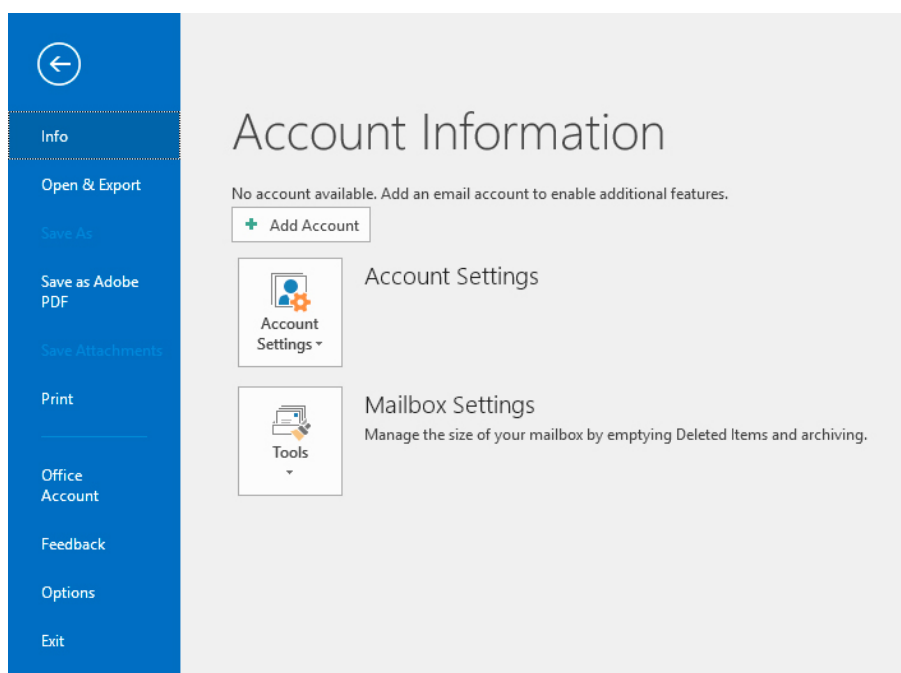 Info
Open & Export
Save As
Save as Adobe
PDF
Save Attachments
Print
Office
Account
Feedback
Options
Exit
Account Information
No account available. Add an email account to enable additional features.
Add Account
Account
Settings
Account Settings
Tools
Mailbox Settings
Manage the size of your mailbox by emptying Deleted Items and archiving.